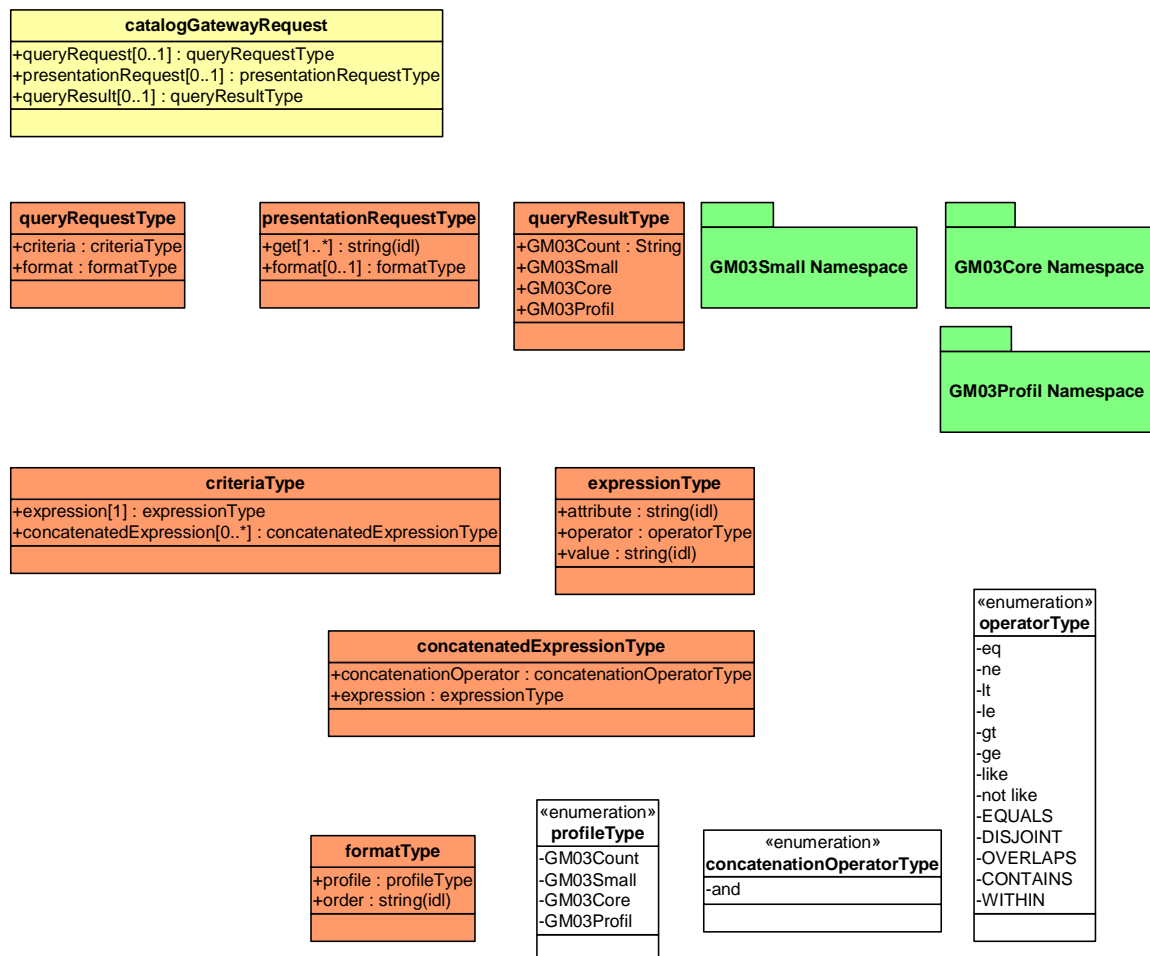 catalogGatewayRequest
+queryRequest[0..1] : queryRequestType
+presentationRequest[0..1] : presentationRequestType
+queryResult[0..1] : queryResultType
queryRequestType
+criteria : criteriaType
+format : formatType
presentationRequestType
+get[1..*] : string(idl)
+format[0..1] : formatType
queryResultType
+GM03Count : String
+GM03Small
+GM03Core
+GM03Profil
GM03Small Namespace
GM03Core Namespace
GM03Profil Namespace
criteriaType
+expression[1] : expressionType
+concatenatedExpression[0..*] : concatenatedExpressionType
expressionType
+attribute : string(idl)
+operator : operatorType
+value : string(idl)
concatenatedExpressionType
+concatenationOperator : concatenationOperatorType
+expression : expressionType
«enumeration»
operatorType
-eq
-ne
-lt
-le
-gt
-ge
-like
-not like
-EQUALS
-DISJOINT
-OVERLAPS
-CONTAINS
-WITHIN
formatType
+profile : profileType
+order : string(idl)
«enumeration»
profileType
-GM03Count
-GM03Small
-GM03Core
-GM03Profil
«enumeration»
concatenationOperatorType
-and